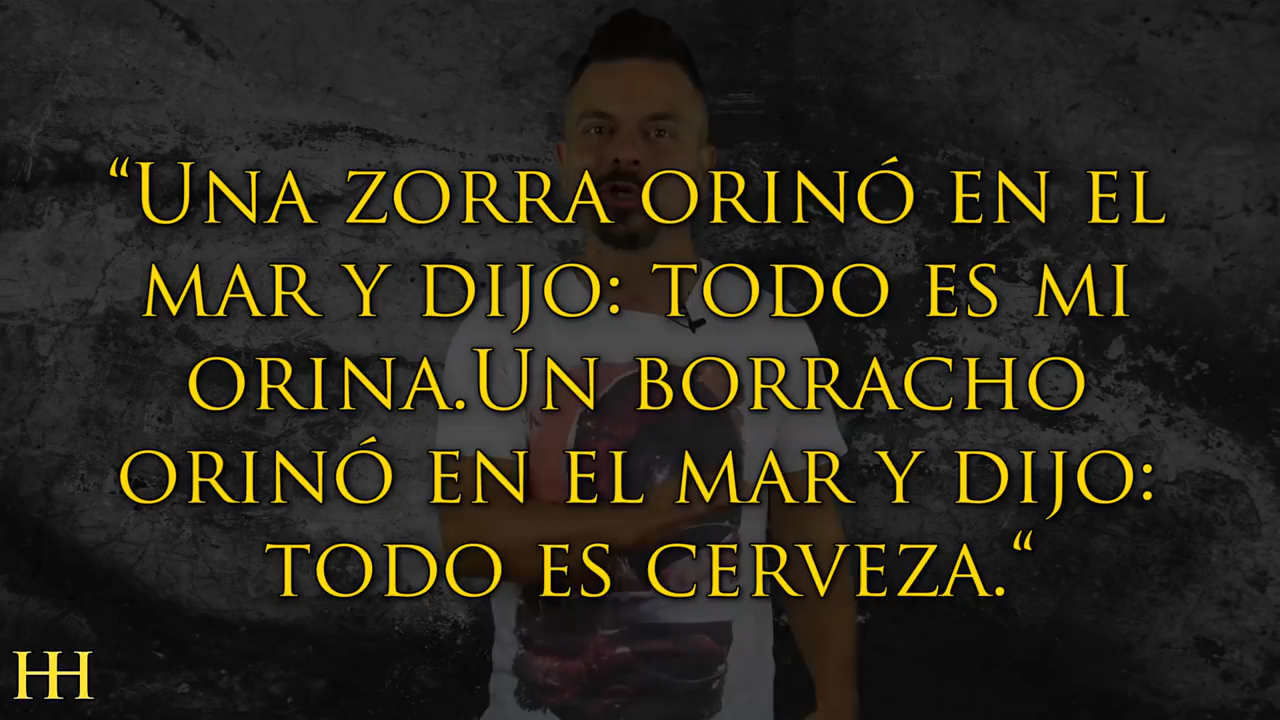 “Una zorra orinó en el
mar y dijo: todo es mi
orina.Un borracho
orinó en el mar y dijo:
todo es cerveza.“
HH